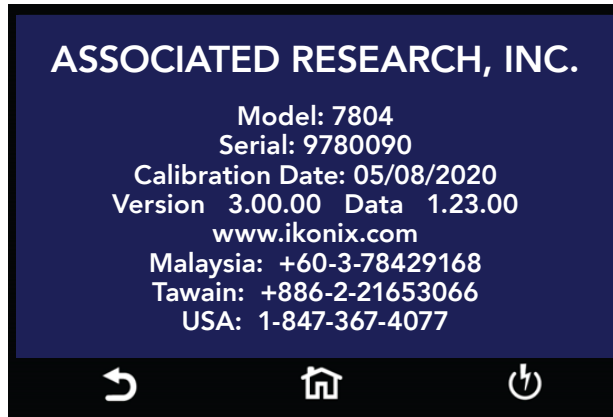 ASSOCIATED RESEARCH, INC.
Model: 7804
Serial: 9780090
Calibration Date: 05/08/2020
Version 3.00.00 Data 1.23.00
www.ikonix.com
Malaysia: +60-3-78429168
Tawain: +886-2-21653066
USA: 1-847-367-4077